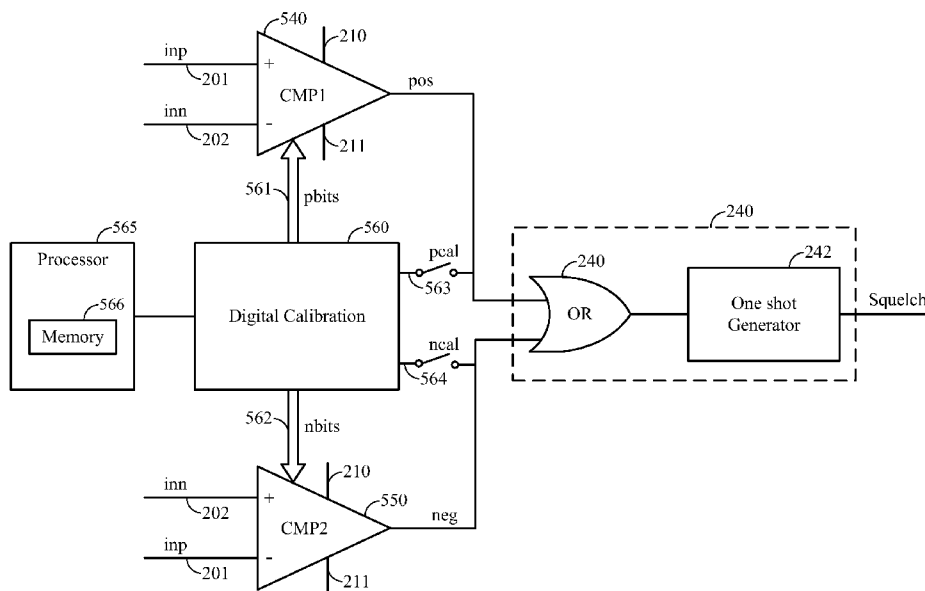 540
210
inp
+
201
CMP1
pos
inn
-
202
211
561
pbits
240
565
560
Processor
pcal
240
242
563
566
Digital Calibration
OR
One shot
Generator
Squelch
Memory
ncal
564
562
nbits
210
inn
+
550
202
CMP2
neg
inp
-
201
211